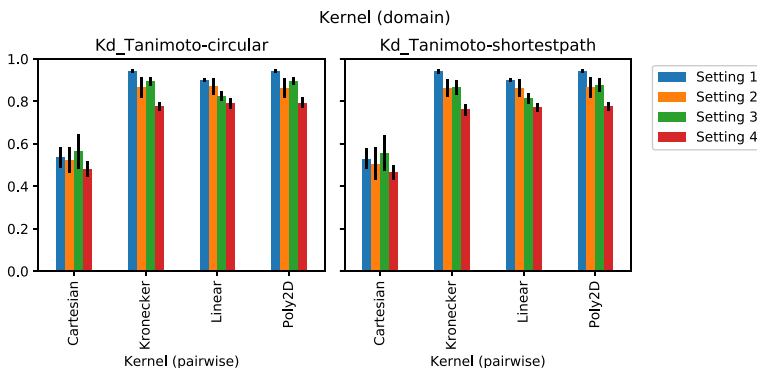 Kernel (domain)
Kd_Tanimoto-circular
Kd_Tanimoto-shortestpath
1.0
0.8
0.6
0.4
0.2
0.0
Cartesian
Kronecker
Linear
Poly2D
Kernel (pairwise)
Cartesian
Kronecker
Linear
Poly2D
Kernel (pairwise)
Setting 1
Setting 2
Setting 3
Setting 4